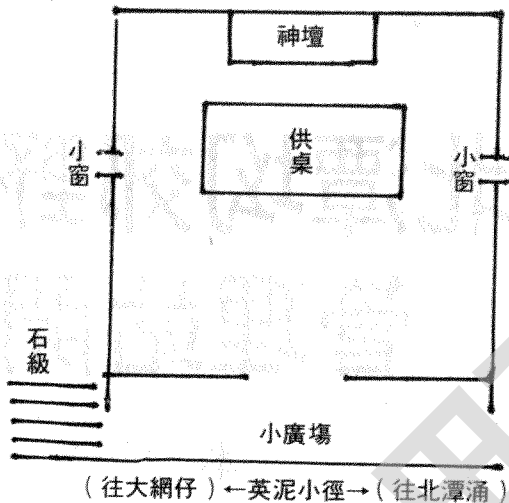 神壇
供桌
小窗
小窗
石級
小廣場
（往大網仔）←英泥小徑→（往北潭涌）